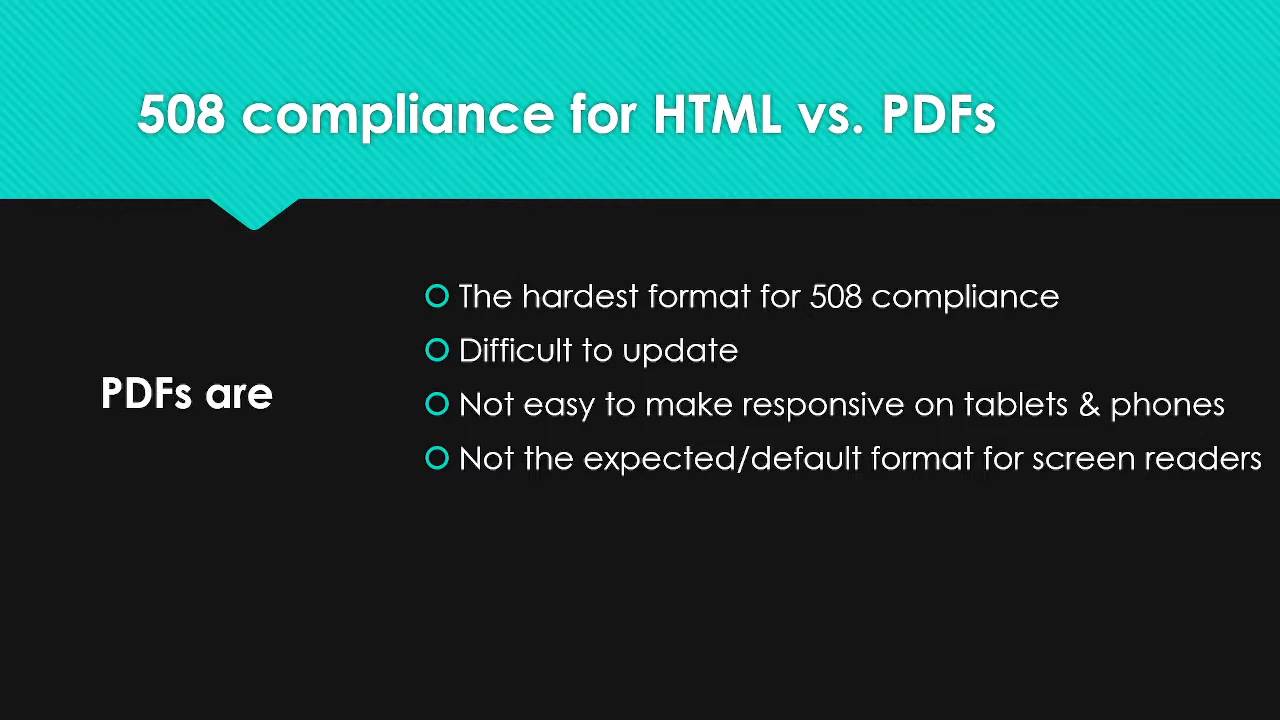 508 compliance for HTML vs. PDFs
PDFs are
The hardest format for 508 compliance
Difficult to update
Not easy to make responsive on tablets & phones
Not the expected/default format for screen readers